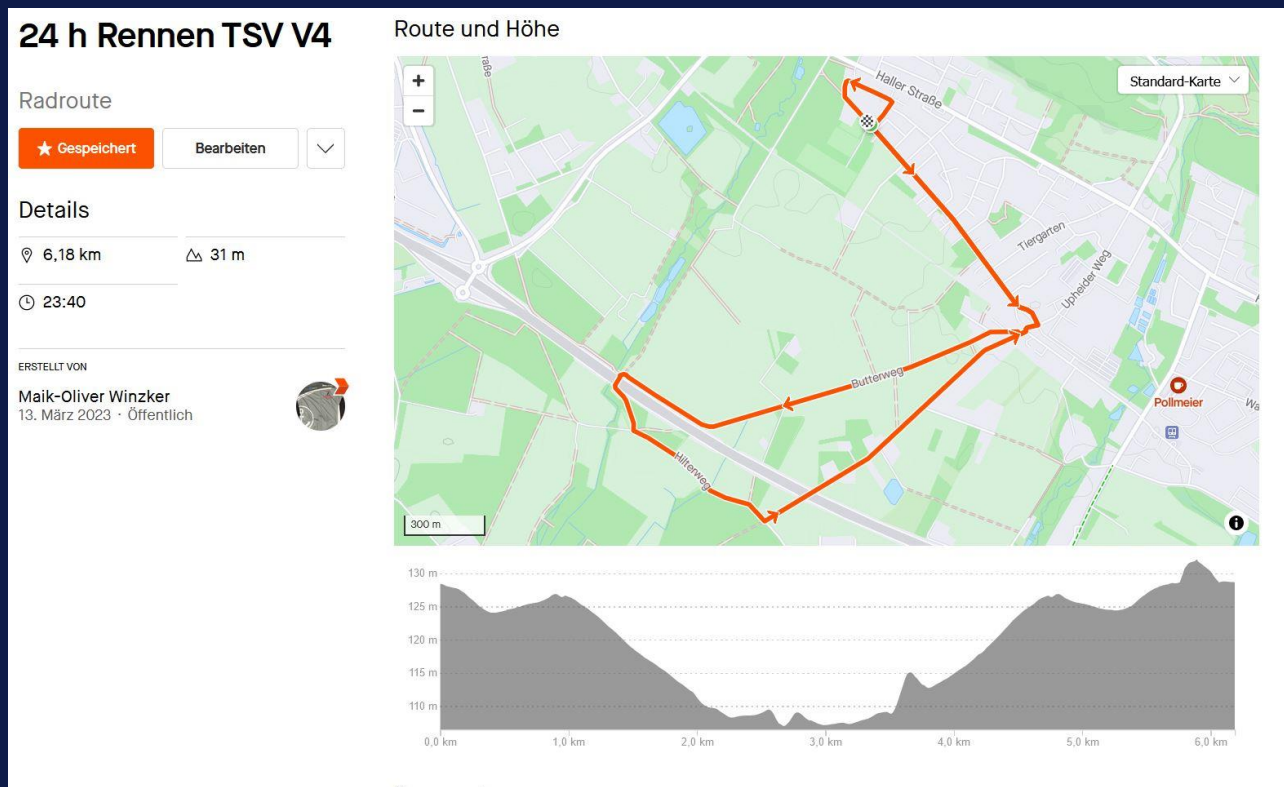 24 h Rennen TSV V4
Radroute
Gespeichert
Bearbeiten
Details
6,18 km
31 m
23:40
ERSTELLT VON
Maik-Oliver Winzker
13. März 2023 · Öffentlich
Route und Höhe
+
−
Standard-Karte
Haller Straße
Tiergarten
Upheider Weg
Butterweg
Pollmeier
Hilterweg
300 m
130 m
125 m
120 m
115 m
110 m
0,0 km
1,0 km
2,0 km
3,0 km
4,0 km
5,0 km
6,0 km